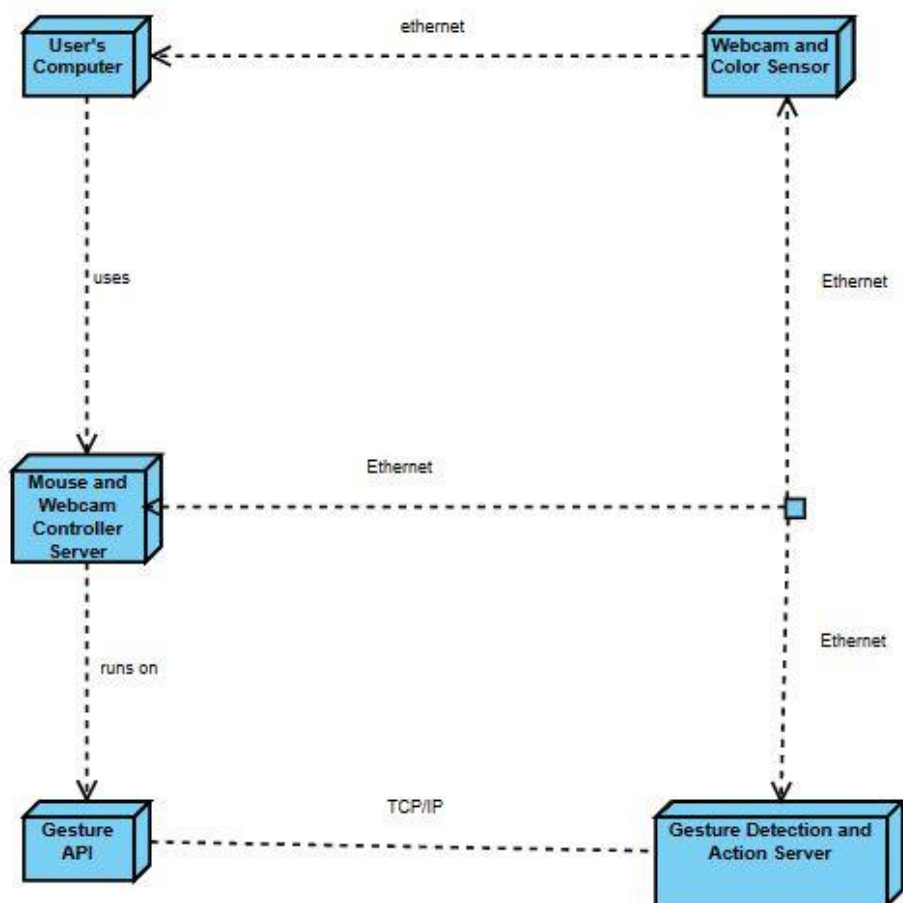 ethernet
User's
Computer
Webcam and
Color Sensor
uses
Ethernet
Ethernet
Mouse and
Webcam
Controller
Server
Ethernet
runs on
TCP/IP
Gesture
API
Gesture Detection and
Action Server